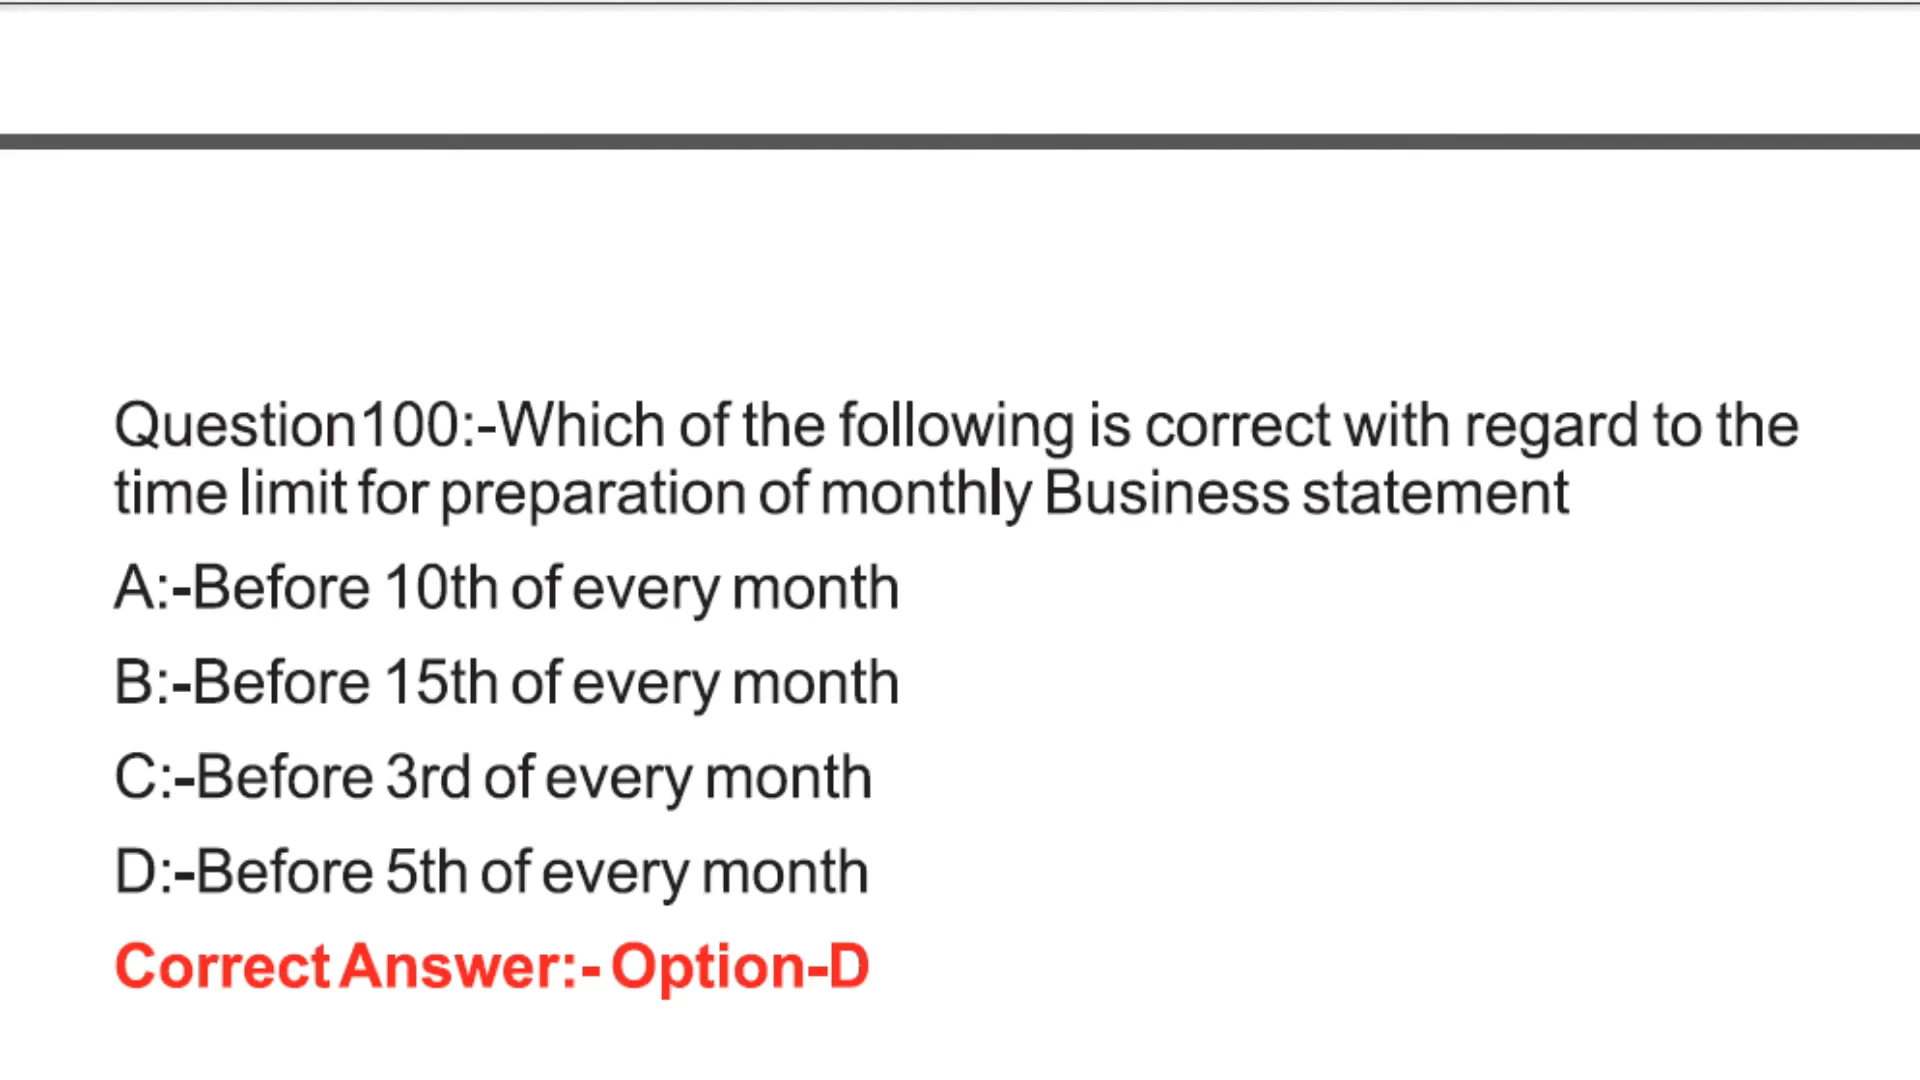 Question100:-Which of the following is correct with regard to the
time limit for preparation of monthly Business statement
A:-Before 10th of every month
B:-Before 15th of every month
C:-Before 3rd of every month
D:-Before 5th of every month
Correct Answer:- Option-D